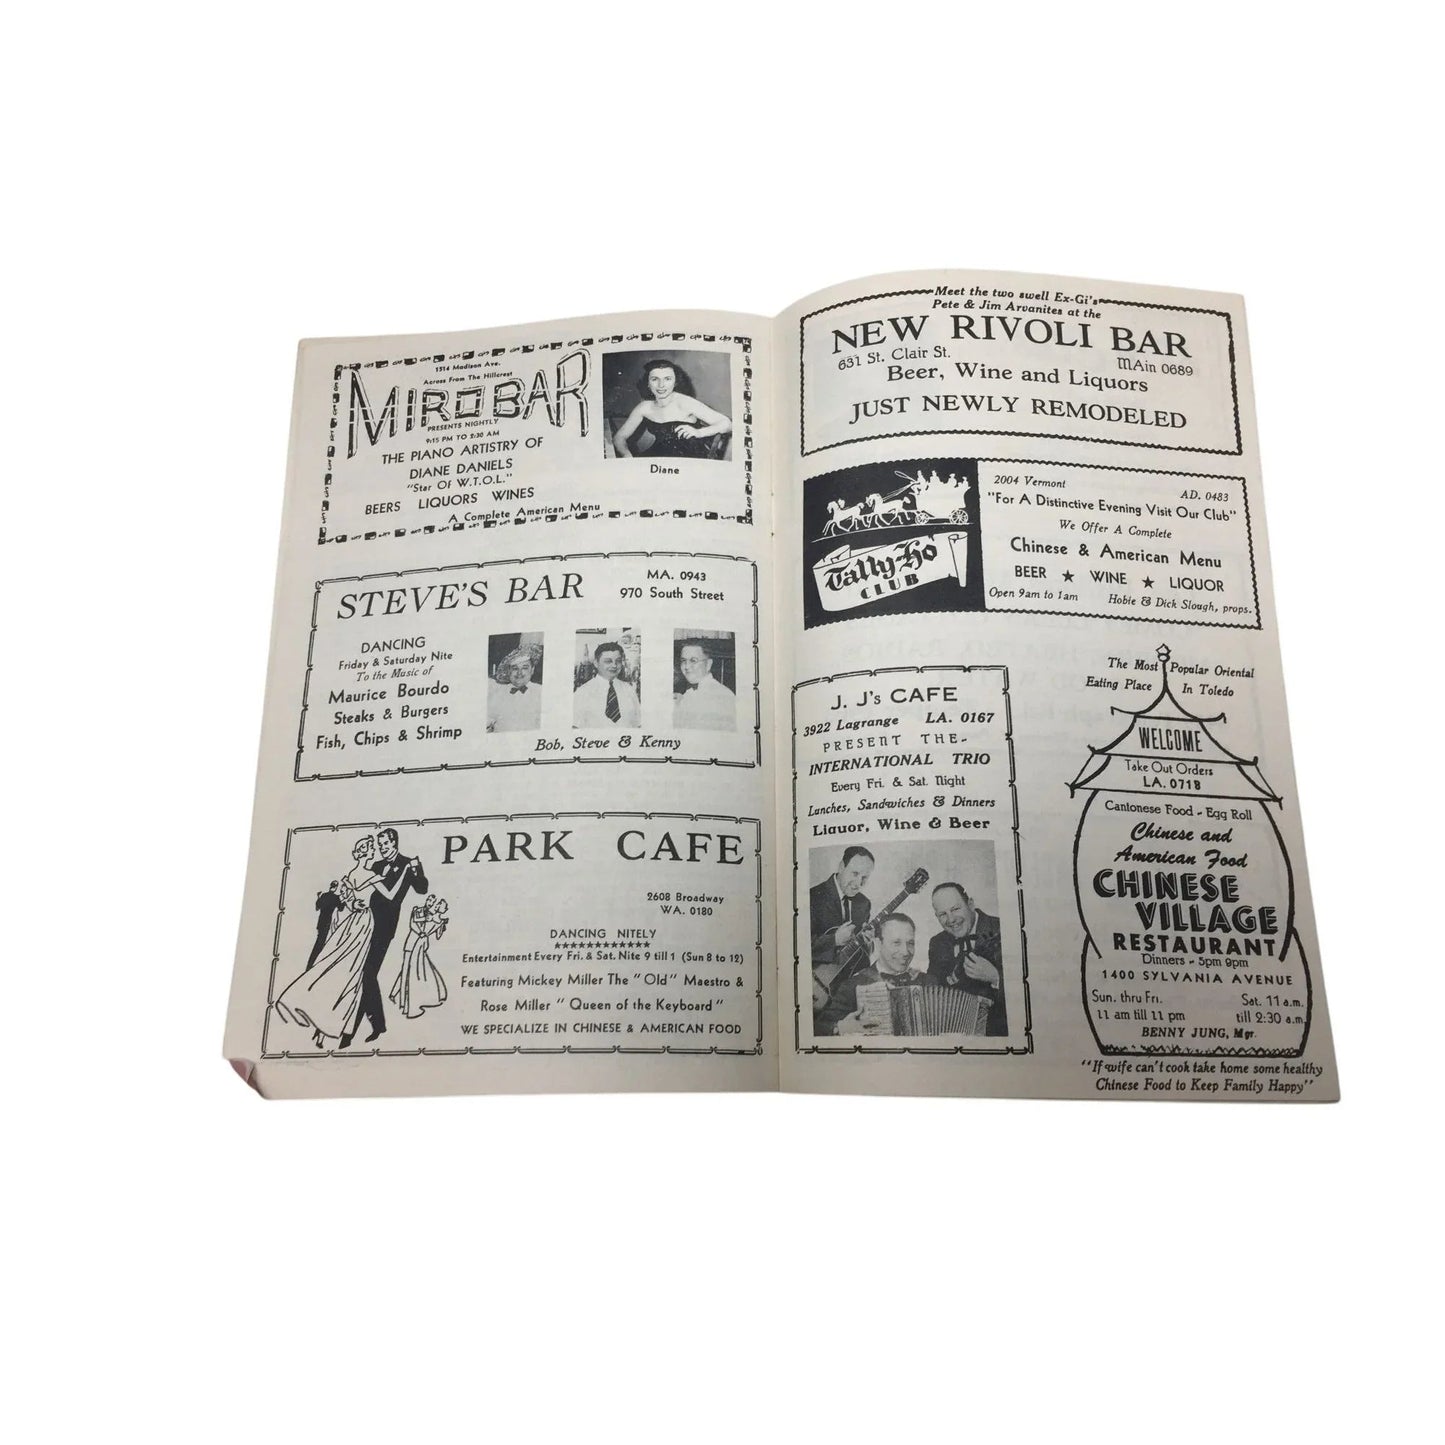 1514 Madison Ave.
Across From The Hillcrest
MIRO BAR
PRESENTS NIGHTLY
9:15 PM TO 2:30 AM
THE PIANO ARTISTRY OF
DIANE DANIELS
"Star OF W.T.O.L."
BEERS LIQUORS WINES
A Complete American Menu
Diane
STEVE'S BAR
MA. 0943
970 South Street
DANCING
Friday & Saturday Nite
To the Music of
Maurice Bourdo
Steaks & Burgers
Fish, Chips & Shrimp
Bob, Steve & Kenny
PARK CAFE
2608 Broadway
WA. 0180
DANCING NITELY
★★★★★★★★★★★★
Entertainment Every Fri. & Sat. Nite 9 till 1 (Sun 8 to 12)
Featuring Mickey Miller The "Old" Maestro &
Rose Miller "Queen of the Keyboard"
WE SPECIALIZE IN CHINESE & AMERICAN FOOD
Meet the two swell Ex-Gi's
Pete & Jim Arvanites at the
NEW RIVOLI BAR
631 St. Clair St.
MAin 0689
Beer, Wine and Liquors
JUST NEWLY REMODELED
Tally-Ho
CLUB
2004 Vermont
AD. 0483
"For A Distinctive Evening Visit Our Club"
We Offer A Complete
Chinese & American Menu
BEER ★ WINE ★ LIQUOR
Open 9am to 1am
Hobie & Dick Slough, props.
J. J's CAFE
3922 Lagrange LA. 0167
PRESENT THE-
INTERNATIONAL TRIO
Every Fri. & Sat. Night
Lunches, Sandwiches & Dinners
Liquor, Wine & Beer
The Most Popular Oriental
Eating Place In Toledo
WELCOME
Take Out Orders
LA. 0718
Cantonese Food - Egg Roll
Chinese and
American Food
CHINESE
VILLAGE
RESTAURANT
Dinners - 5pm 9pm
1400 SYLVANIA AVENUE
Sun. thru Fri. Sat. 11 a.m.
11 am till 11 pm till 2:30 a.m.
BENNY JUNG, Mgr.
"If wife can't cook take home some healthy
Chinese Food to Keep Family Happy"